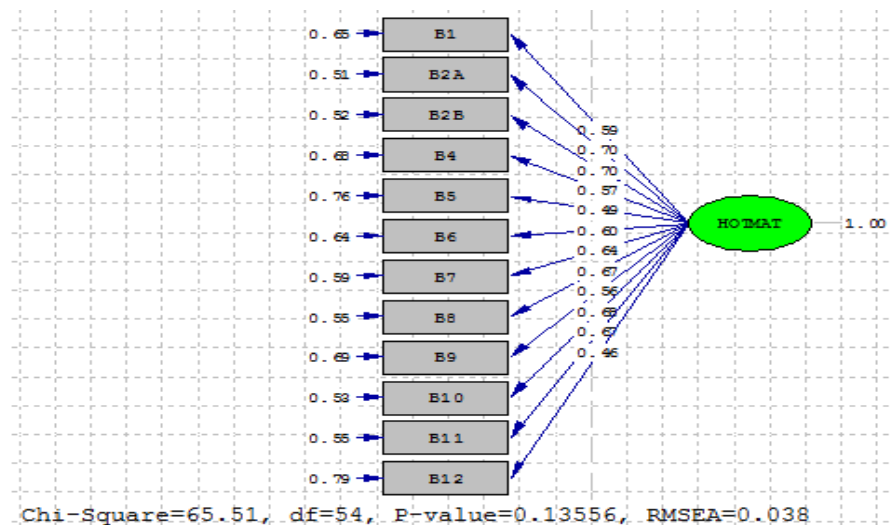 0.65 B1
0.51 B2A
0.52 B2B
0.68 B4
0.76 B5
0.64 B6
0.59 B7
0.55 B8
0.69 B9
0.53 B10
0.55 B11
0.79 B12
0.59
0.70
0.70
0.57
0.49
0.60
0.64
0.67
0.56
0.68
0.67
0.46
HOTMAT 1.00
Chi-Square=65.51, df=54, P-value=0.13556, RMSEA=0.038